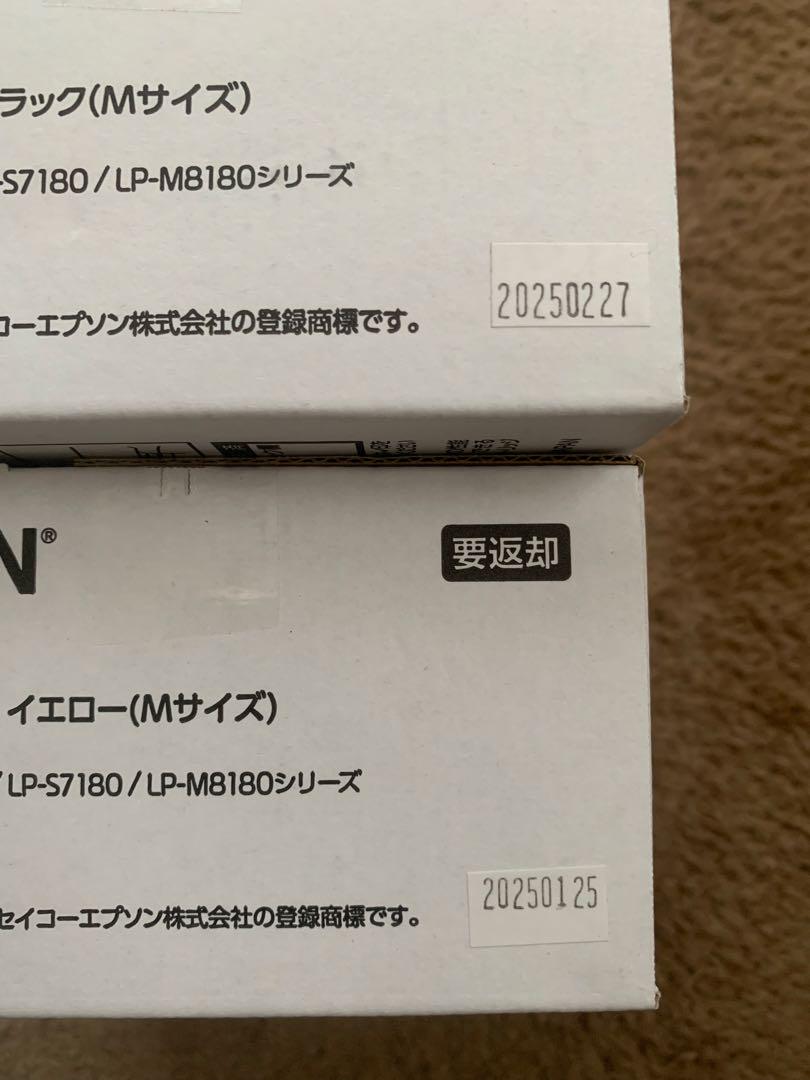 ラック(Mサイズ)
-S7180/LP-M8180シリーズ
20250227
コーエプソン株式会社の登録商標です。
N®
要返却
イエロー(Mサイズ)
/LP-S7180/LP-M8180シリーズ
20250125
セイコーエプソン株式会社の登録商標です。